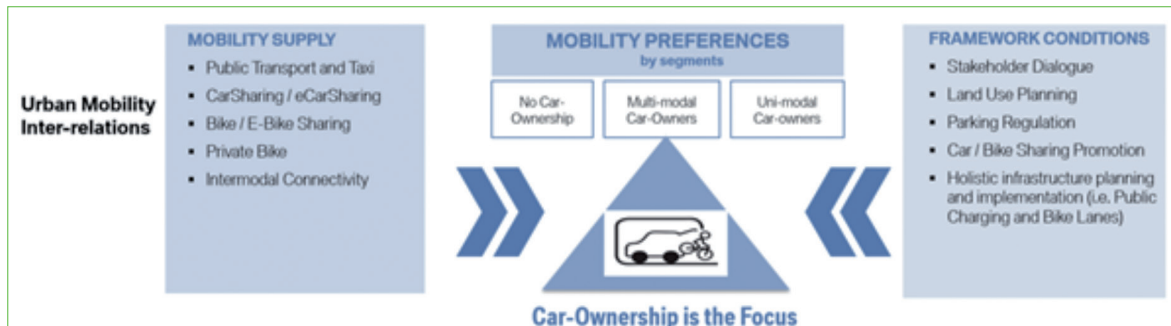 Urban Mobility
Inter-relations
MOBILITY SUPPLY
▪ Public Transport and Taxi
▪ CarSharing / eCarSharing
▪ Bike / E-Bike Sharing
▪ Private Bike
▪ Intermodal Connectivity
MOBILITY PREFERENCES
by segments
No Car-
Ownership
Multi-modal
Car-Owners
Uni-modal
Car-owners
Car-Ownership is the Focus
FRAMEWORK CONDITIONS
▪ Stakeholder Dialogue
▪ Land Use Planning
▪ Parking Regulation
▪ Car / Bike Sharing Promotion
▪ Holistic infrastructure planning
and implementation (i.e. Public
Charging and Bike Lanes)